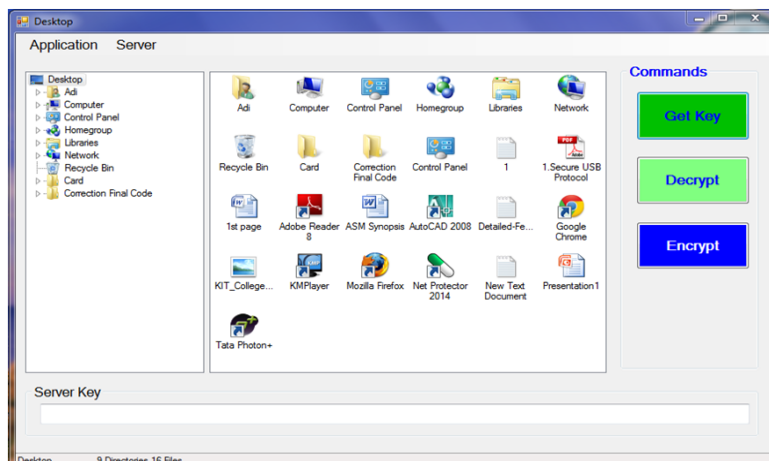 Desktop
Application Server
Desktop
Adi
Computer
Control Panel
Homegroup
Libraries
Network
Recycle Bin
Card
Correction Final Code
Adi
Computer
Control Panel
Homegroup
Libraries
Network
Recycle Bin
Card
Correction
Final Code
Control Panel
1
1.Secure USB
Protocol
1st page
Adobe Reader
8
ASM Synopsis
AutoCAD 2008
Detailed-Fe...
Google
Chrome
KIT_College...
KMPlayer
Mozilla Firefox
Net Protector
2014
New Text
Document
Presentation1
Tata Photon+
Commands
Get Key
Decrypt
Encrypt
Server Key
Desktop 9 Directories 16 Files